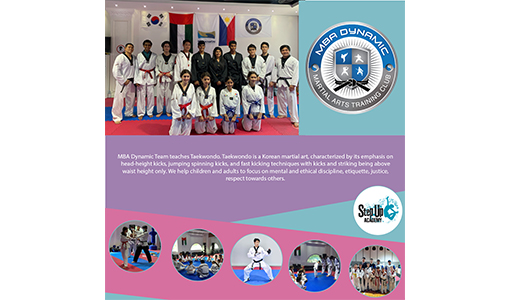 MBA DYNAMIC
MARTIAL ARTS TRAINING CLUB
MBA Dynamic Team teaches Taekwondo. Taekwondo is a Korean martial art, characterized by its emphasis on
head-height kicks, jumping spinning kicks, and fast kicking techniques with kicks and striking being above
waist height only. We help children and adults to focus on mental and ethical discipline, etiquette, justice,
respect towards others.
Step Up
ACADEMY